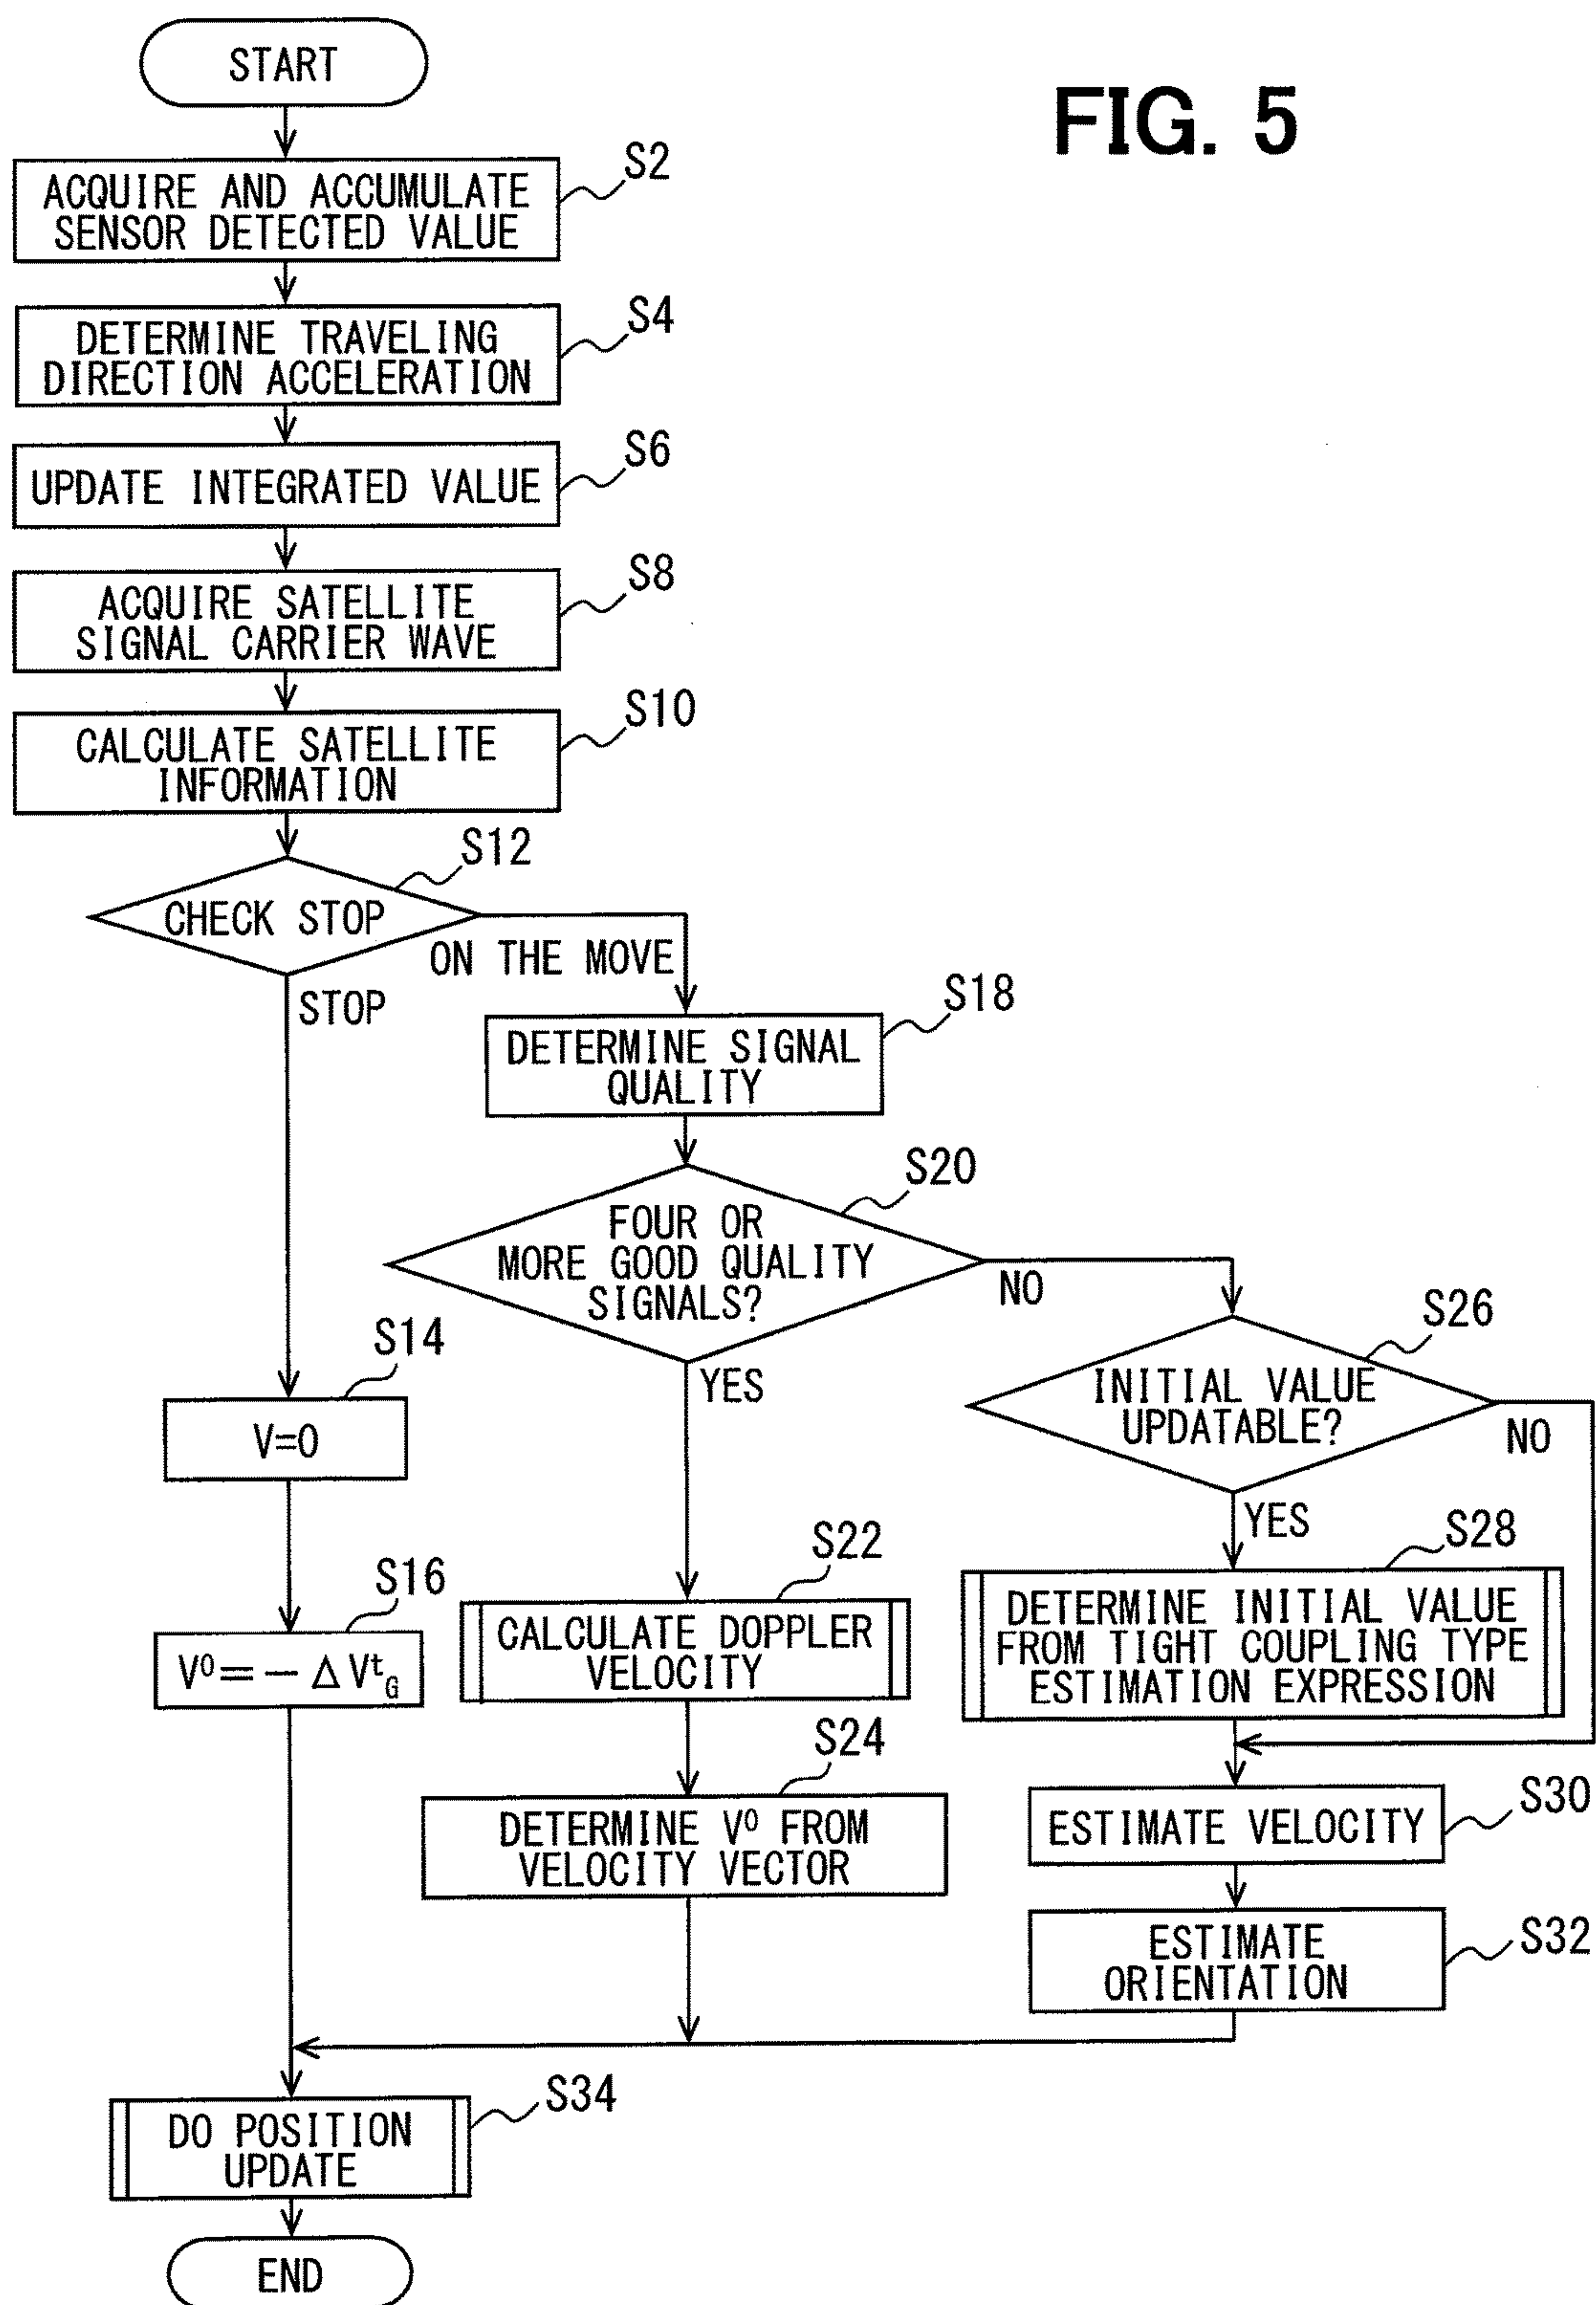 FIG. 5
START
S2
ACQUIRE AND ACCUMULATE
SENSOR DETECTED VALUE
S4
DETERMINE TRAVELING
DIRECTION ACCELERATION
S6
UPDATE INTEGRATED VALUE
S8
ACQUIRE SATELLITE
SIGNAL CARRIER WAVE
S10
CALCULATE SATELLITE
INFORMATION
S12
CHECK STOP
ON THE MOVE
STOP
S18
DETERMINE SIGNAL
QUALITY
S20
FOUR OR
MORE GOOD QUALITY
SIGNALS?
NO
YES
S26
INITIAL VALUE
UPDATABLE?
NO
YES
S14
V=0
S16
V⁰=-ΔVᵗG
S22
CALCULATE DOPPLER
VELOCITY
S24
DETERMINE V⁰ FROM
VELOCITY VECTOR
S28
DETERMINE INITIAL VALUE
FROM TIGHT COUPLING TYPE
ESTIMATION EXPRESSION
S30
ESTIMATE VELOCITY
S32
ESTIMATE
ORIENTATION
S34
DO POSITION
UPDATE
END